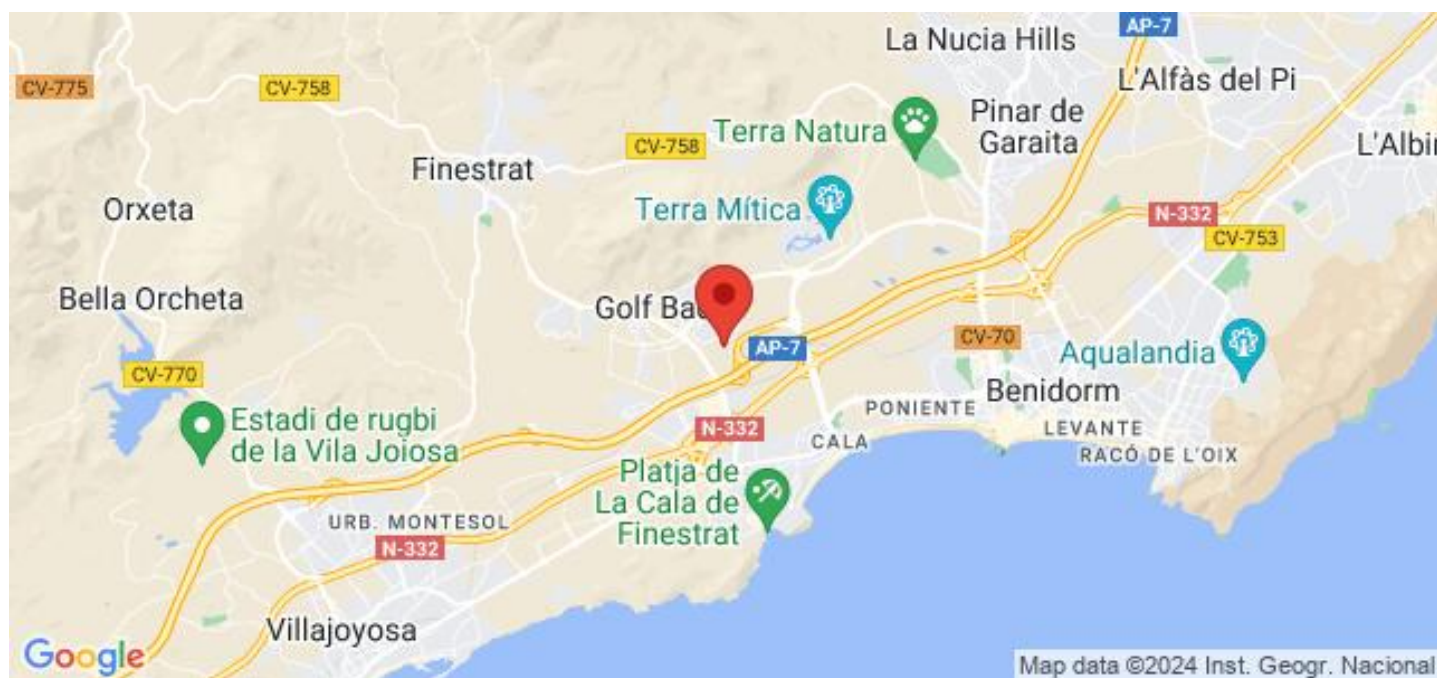 AP-7
La Nucia Hills
CV-775
CV-758
L'Alfàs del Pi
Terra Natura
Pinar de
Garaita
CV-758
L'Albir
Finestrat
Orxeta
Terra Mítica
N-332
CV-753
Bella Orcheta
Golf Ba
AP-7
CV-70
Aqualandia
CV-770
Benidorm
PONIENTE
Estadi de rugbi
de la Vila Joiosa
N-332
LEVANTE
CALA
RACÓ DE L'OIX
Platja de
La Cala de
Finestrat
URB. MONTESOL
N-332
Villajoyosa
Google
Map data ©2024 Inst. Geogr. Nacional